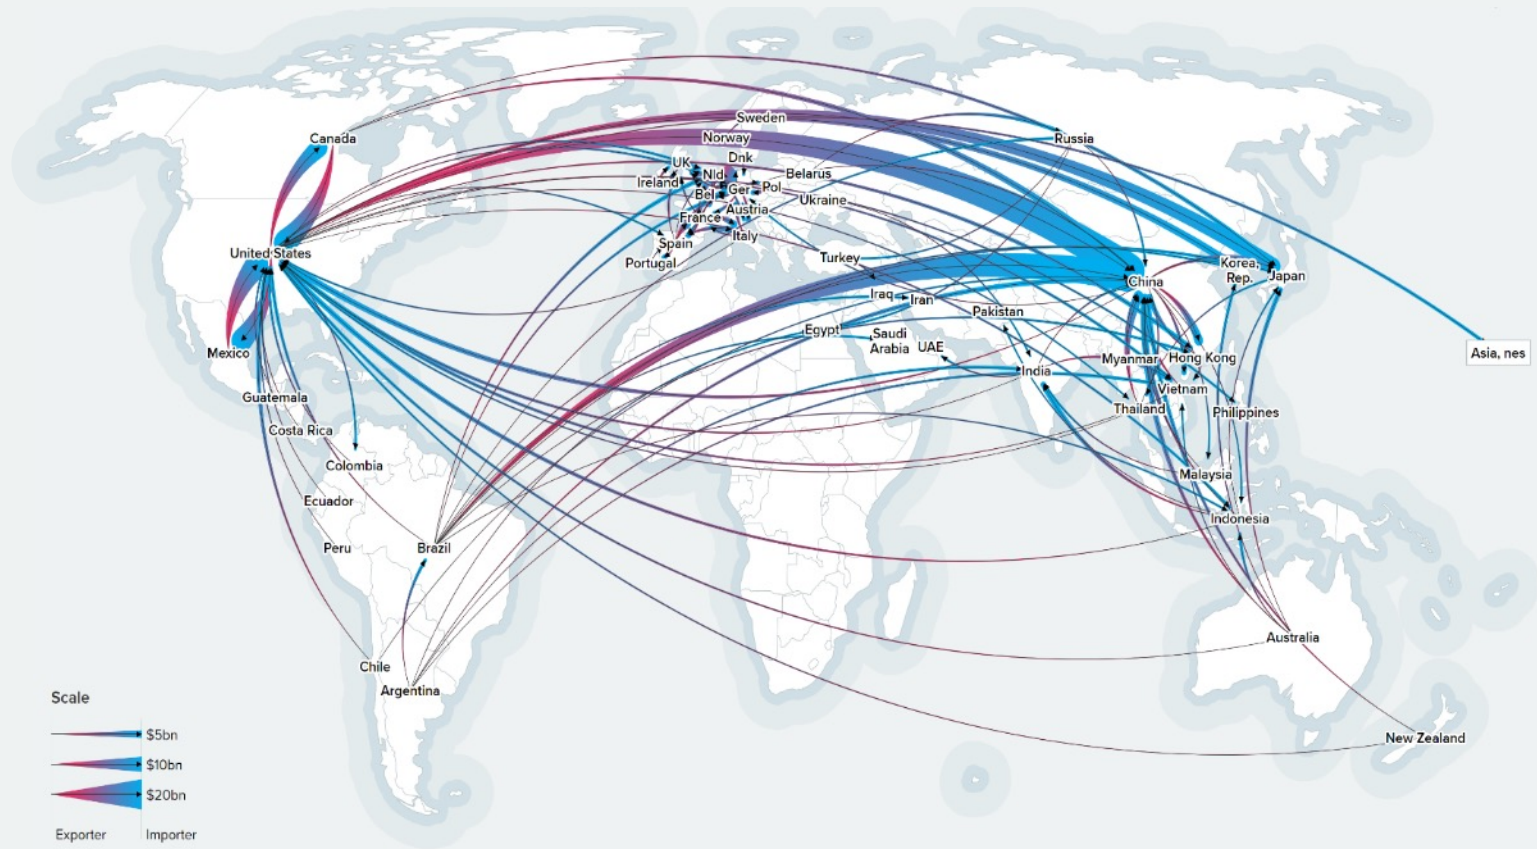 Canada
Sweden
Norway
Russia
UK
Dnk
Ireland
Nld
Belarus
Bel
Ger
Pol
Ukraine
France
Austria
Spain
Italy
United States
Portugal
Turkey
China
Korea,
Rep.
Japan
Iraq
Iran
Pakistan
Egypt
Saudi
Arabia
UAE
Mexico
Myanmar
Hong Kong
Asia, nes
India
Vietnam
Guatemala
Thailand
Philippines
Costa Rica
Colombia
Malaysia
Ecuador
Indonesia
Peru
Brazil
Australia
Chile
Argentina
New Zealand
Scale
$5bn
$10bn
$20bn
Exporter
Importer